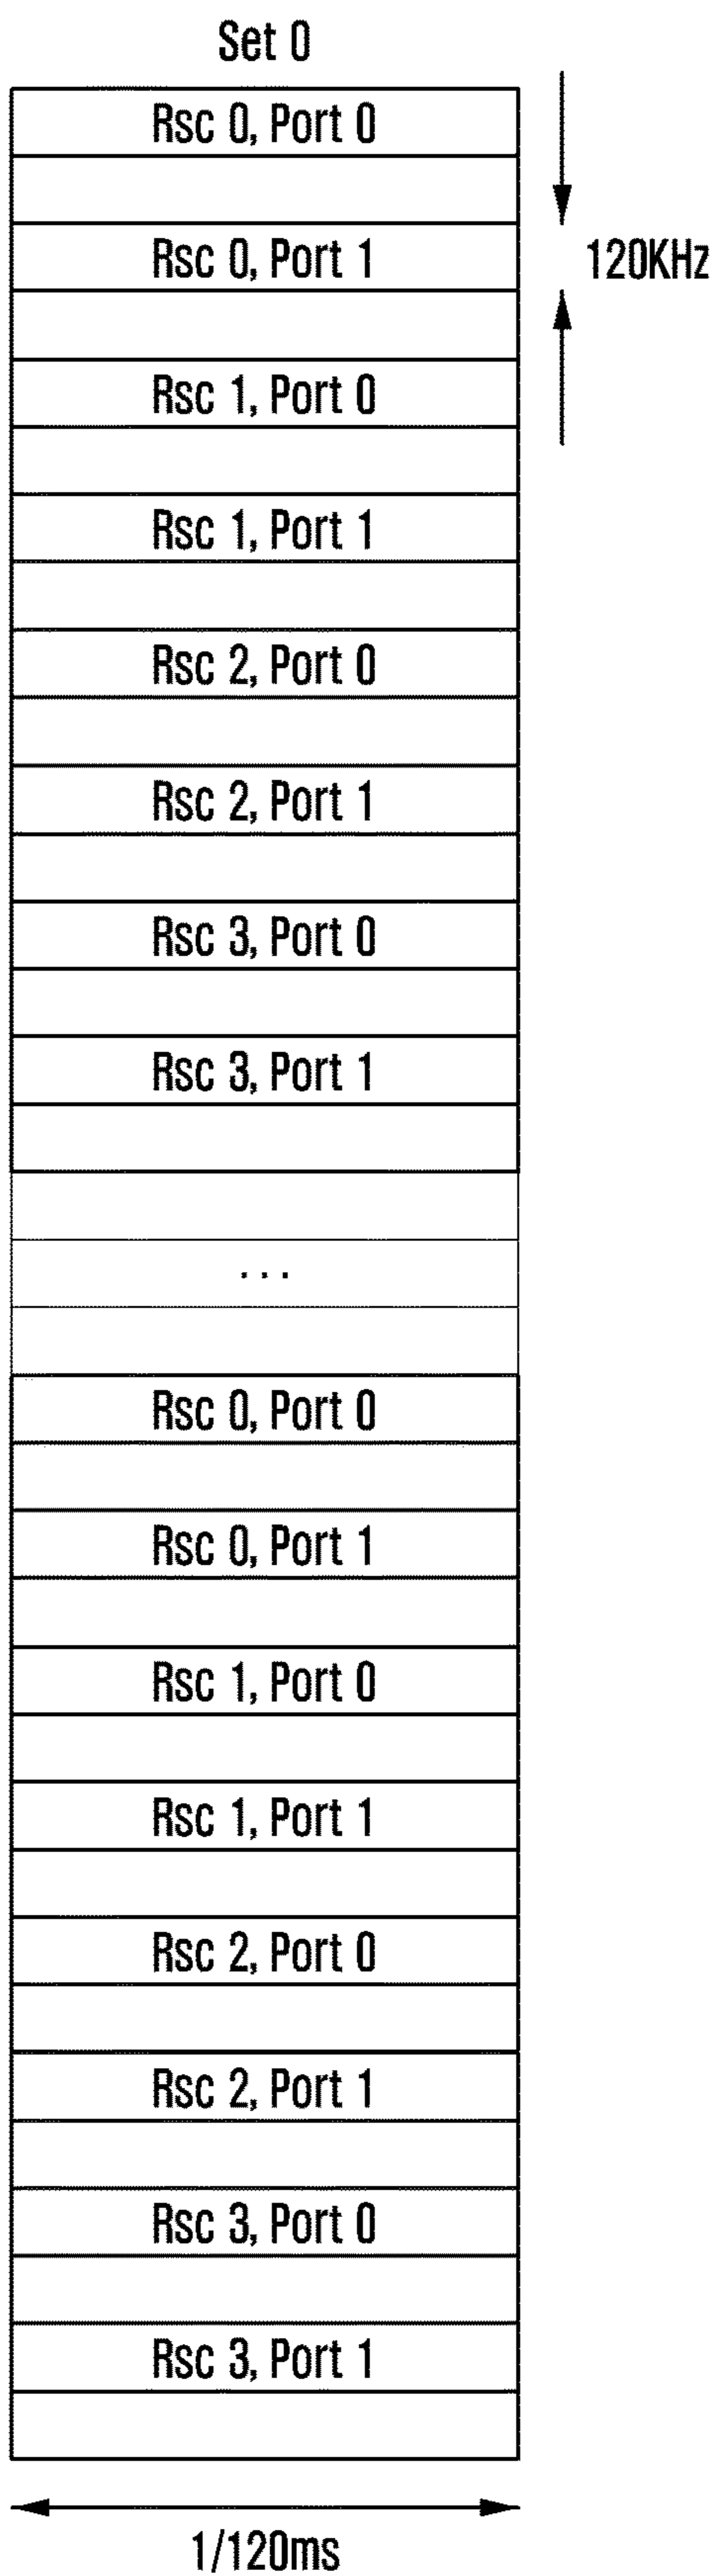 Set 0
Rsc 0, Port 0
Rsc 0, Port 1
120KHz
Rsc 1, Port 0
Rsc 1, Port 1
Rsc 2, Port 0
Rsc 2, Port 1
Rsc 3, Port 0
Rsc 3, Port 1
...
Rsc 0, Port 0
Rsc 0, Port 1
Rsc 1, Port 0
Rsc 1, Port 1
Rsc 2, Port 0
Rsc 2, Port 1
Rsc 3, Port 0
Rsc 3, Port 1
1/120ms